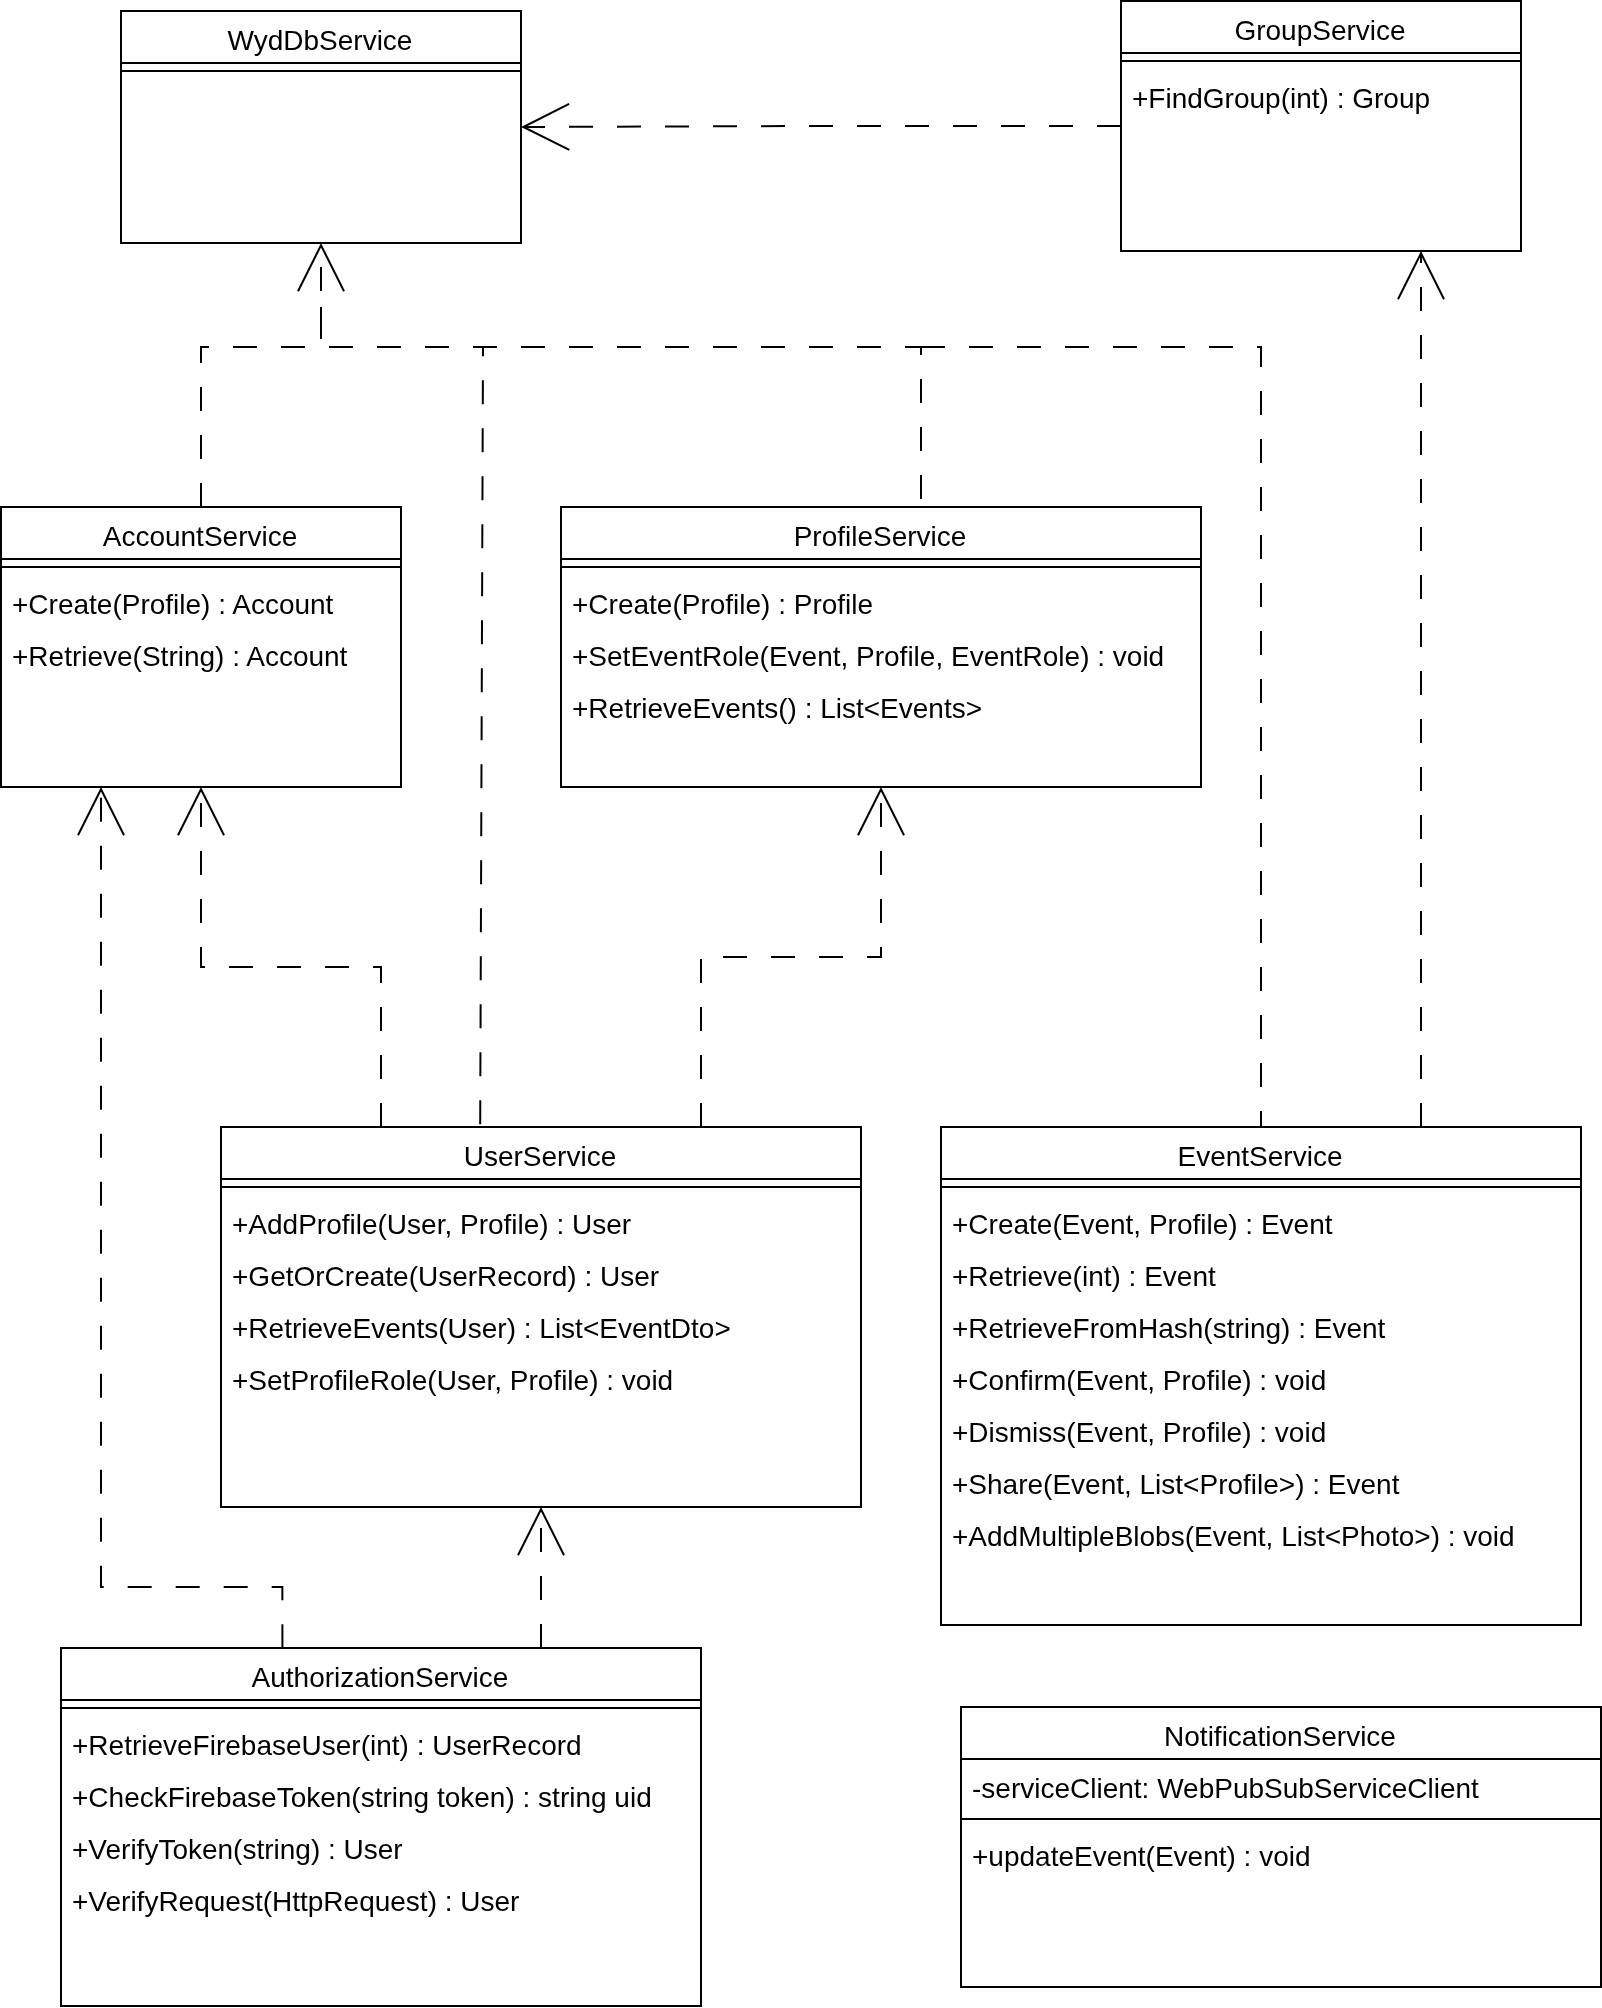 WydDbService
GroupService
+FindGroup(int) : Group
AccountService
+Create(Profile) : Account
+Retrieve(String) : Account
ProfileService
+Create(Profile) : Profile
+SetEventRole(Event, Profile, EventRole) : void
+RetrieveEvents() : List<Events>
UserService
+AddProfile(User, Profile) : User
+GetOrCreate(UserRecord) : User
+RetrieveEvents(User) : List<EventDto>
+SetProfileRole(User, Profile) : void
EventService
+Create(Event, Profile) : Event
+Retrieve(int) : Event
+RetrieveFromHash(string) : Event
+Confirm(Event, Profile) : void
+Dismiss(Event, Profile) : void
+Share(Event, List<Profile>) : Event
+AddMultipleBlobs(Event, List<Photo>) : void
AuthorizationService
+RetrieveFirebaseUser(int) : UserRecord
+CheckFirebaseToken(string token) : string uid
+VerifyToken(string) : User
+VerifyRequest(HttpRequest) : User
NotificationService
-serviceClient: WebPubSubServiceClient
+updateEvent(Event) : void